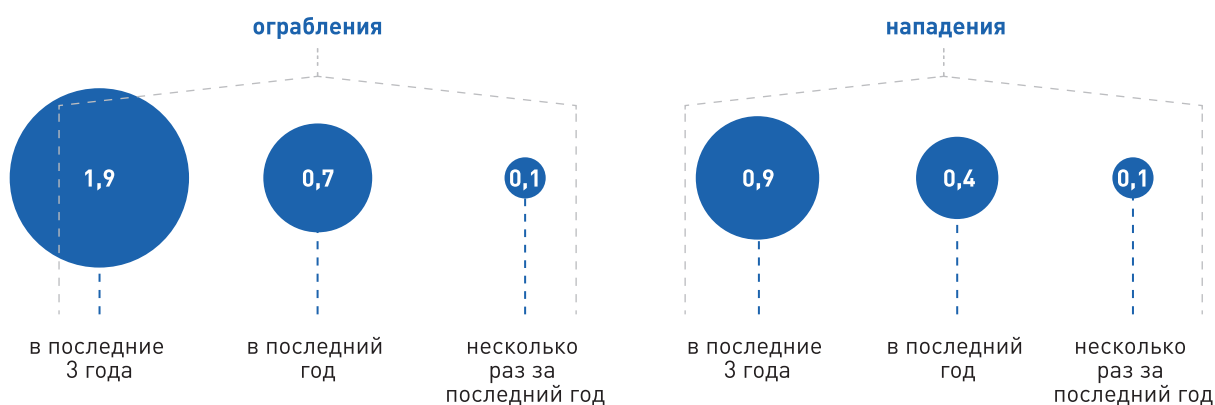 ограбления
1,9
0,7
0,1
в последние
3 года
в последний
год
несколько
раз за
последний год
нападения
0,9
0,4
0,1
в последние
3 года
в последний
год
несколько
раз за
последний год